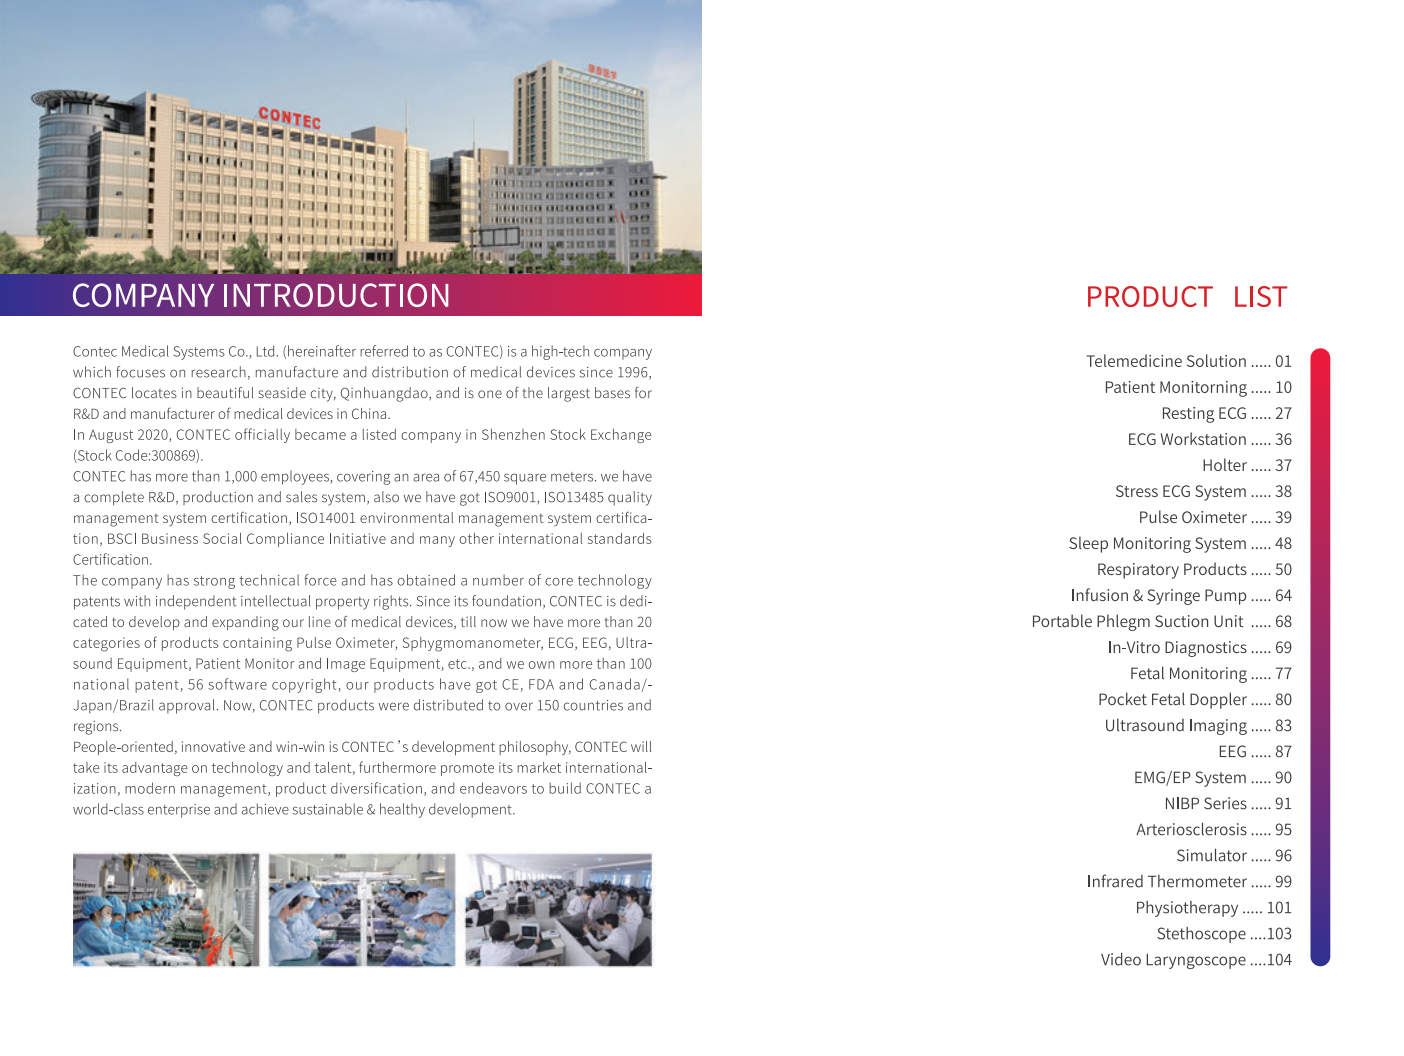 CONTEC
COMPANY INTRODUCTION
Contec Medical Systems Co., Ltd. (hereinafter referred to as CONTEC) is a high-tech company
which focuses on research, manufacture and distribution of medical devices since 1996,
CONTEC locates in beautiful seaside city, Qinhuangdao, and is one of the largest bases for
R&D and manufacturer of medical devices in China.
In August 2020, CONTEC officially became a listed company in Shenzhen Stock Exchange
(Stock Code:300869).
CONTEC has more than 1,000 employees, covering an area of 67,450 square meters. we have
a complete R&D, production and sales system, also we have got ISO9001, ISO13485 quality
management system certification, ISO14001 environmental management system certifica-
tion, BSCI Business Social Compliance Initiative and many other international standards
Certification.
The company has strong technical force and has obtained a number of core technology
patents with independent intellectual property rights. Since its foundation, CONTEC is dedi-
cated to develop and expanding our line of medical devices, till now we have more than 20
categories of products containing Pulse Oximeter, Sphygmomanometer, ECG, EEG, Ultra-
sound Equipment, Patient Monitor and Image Equipment, etc., and we own more than 100
national patent, 56 software copyright, our products have got CE, FDA and Canada/-
Japan/Brazil approval. Now, CONTEC products were distributed to over 150 countries and
regions.
People-oriented, innovative and win-win is CONTEC’s development philosophy, CONTEC will
take its advantage on technology and talent, furthermore promote its market international-
ization, modern management, product diversification, and endeavors to build CONTEC a
world-class enterprise and achieve sustainable & healthy development.
PRODUCT LIST
Telemedicine Solution ..... 01
Patient Monitorning ..... 10
Resting ECG ..... 27
ECG Workstation ..... 36
Holter ..... 37
Stress ECG System ..... 38
Pulse Oximeter ..... 39
Sleep Monitoring System ..... 48
Respiratory Products ..... 50
Infusion & Syringe Pump ..... 64
Portable Phlegm Suction Unit ..... 68
In-Vitro Diagnostics ..... 69
Fetal Monitoring ..... 77
Pocket Fetal Doppler ..... 80
Ultrasound Imaging ..... 83
EEG ..... 87
EMG/EP System ..... 90
NIBP Series ..... 91
Arteriosclerosis ..... 95
Simulator ..... 96
Infrared Thermometer ..... 99
Physiotherapy ..... 101
Stethoscope ....103
Video Laryngoscope ....104